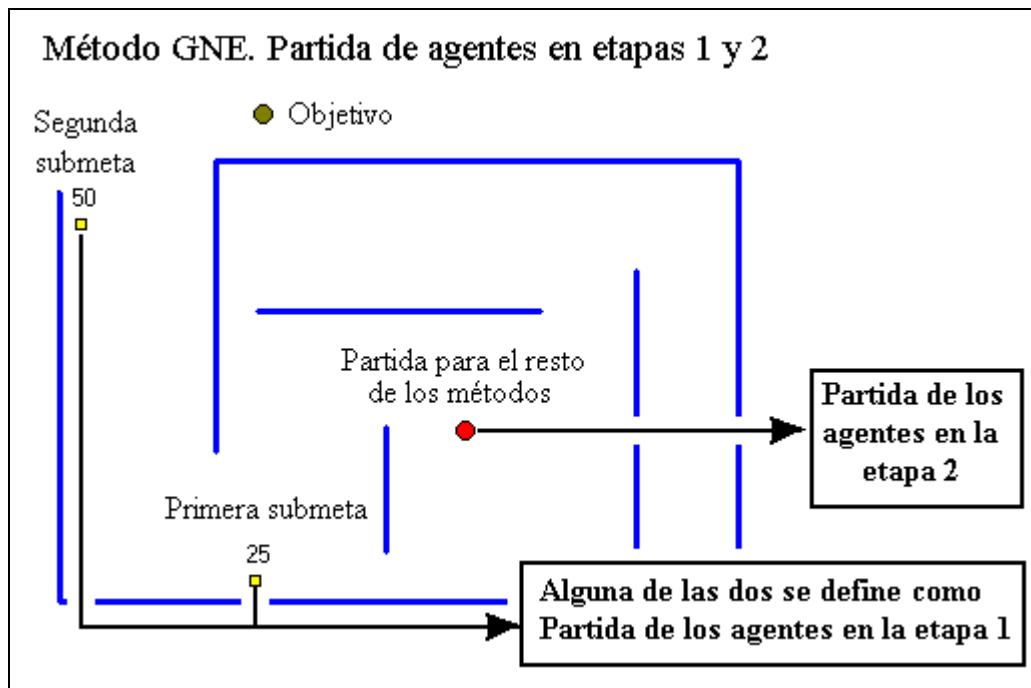 Método GNE. Partida de agentes en etapas 1 y 2
Objetivo
Segunda
submeta
50
Partida para el resto
de los métodos
Partida de los
agentes en la
etapa 2
Primera submeta
25
Alguna de las dos se define como
Partida de los agentes en la etapa 1